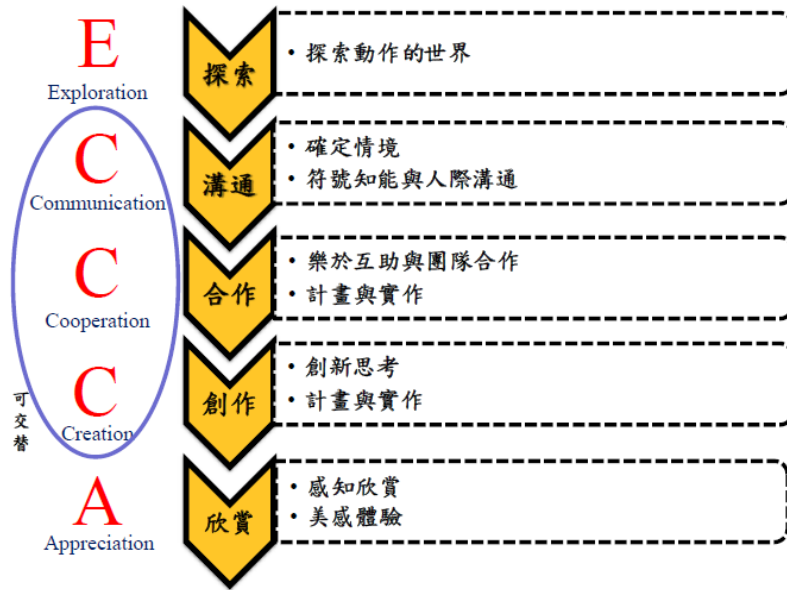 E
Exploration
探索
• 探索動作的世界
C
Communication
溝通
• 確定情境
• 符號知能與人際溝通
C
Cooperation
合作
• 樂於互助與團隊合作
• 計畫與實作
C
Creation
可交替
創作
• 創新思考
• 計畫與實作
A
Appreciation
欣賞
• 感知欣賞
• 美感體驗